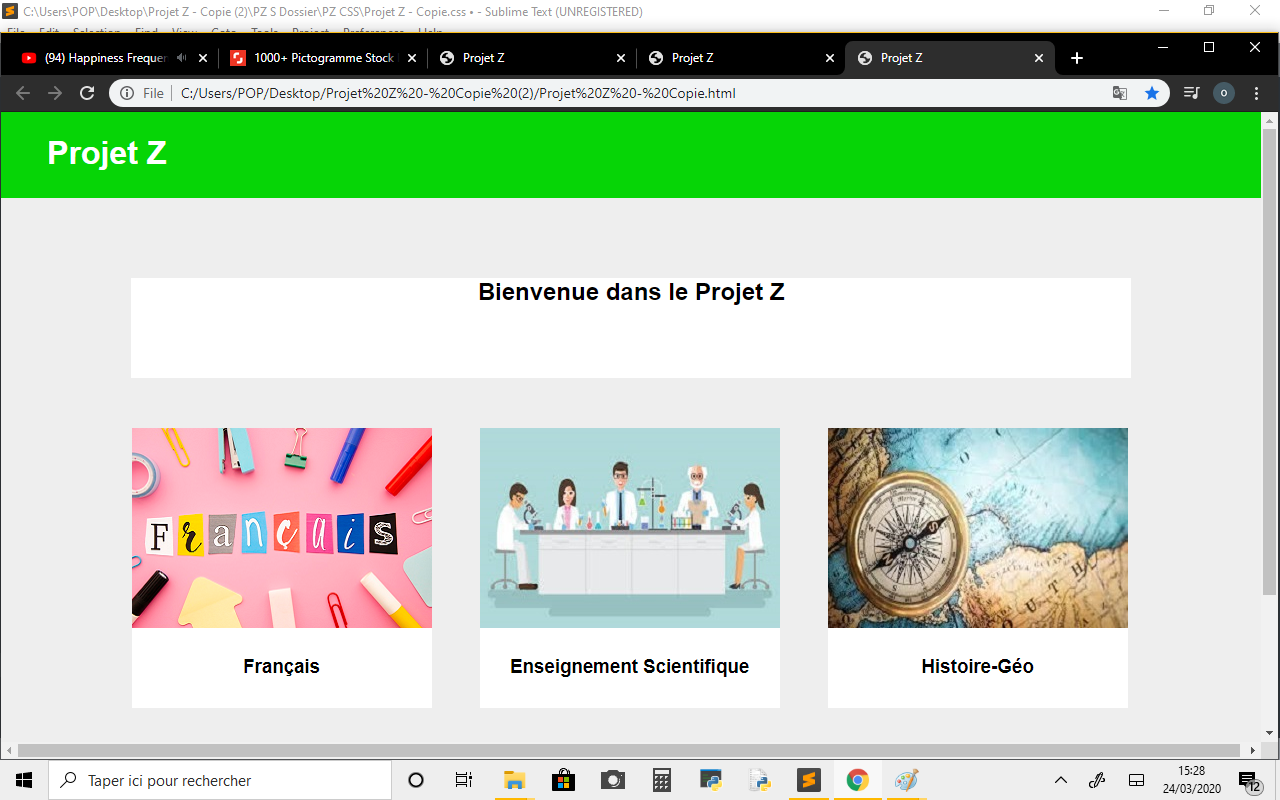 C:\Users\POP\Desktop\Projet Z - Copie (2)\PZ S Dossier\PZ CSS\Projet Z - Copie.css • - Sublime Text (UNREGISTERED)
(94) Happiness Frequen
1000+ Pictogramme Stock
Projet Z
Projet Z
Projet Z
File
C:/Users/POP/Desktop/Projet%20Z%20-%20Copie%20(2)/Projet%20Z%20-%20Copie.html
o
Projet Z
Bienvenue dans le Projet Z
Français
Français
Enseignement Scientifique
Histoire-Géo
Taper ici pour rechercher
15:28
24/03/2020
12